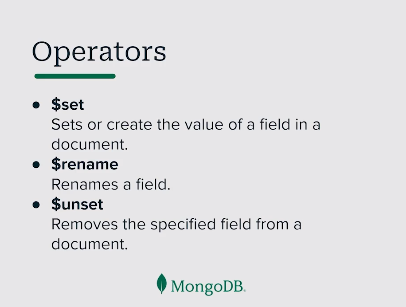 Operators
● $set
Sets or create the value of a field in a
document.
● $rename
Renames a field.
● $unset
Removes the specified field from a
document.
MongoDB.